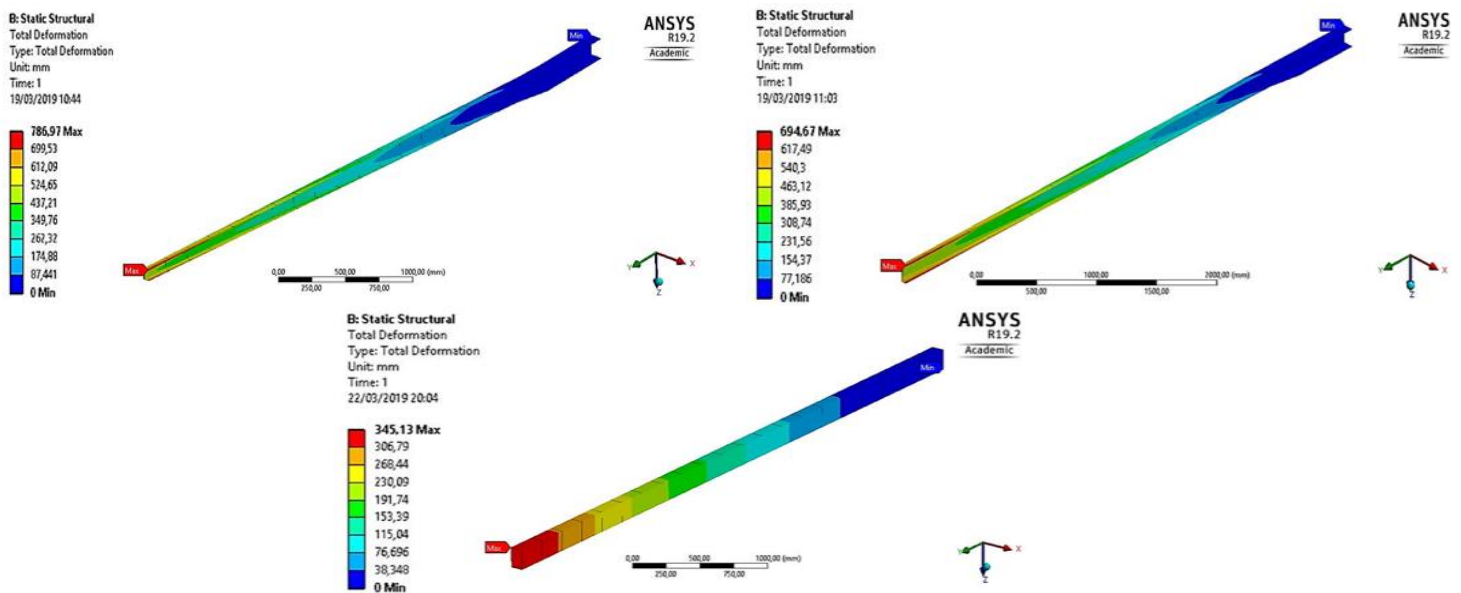 B: Static Structural
Total Deformation
Type: Total Deformation
Unit: mm
Time: 1
19/03/2019 10:44
786,97 Max
699,53
612,09
524,65
437,21
349,76
262,32
174,88
87,441
0 Min
Min
Max
ANSYS
R19.2
Academic
0,00 500,00 1000,00 (mm)
250,00 750,00
Y X
Z
B: Static Structural
Total Deformation
Type: Total Deformation
Unit: mm
Time: 1
19/03/2019 11:03
694,67 Max
617,49
540,3
463,12
385,93
308,74
231,56
154,37
77,186
0 Min
Min
Max
ANSYS
R19.2
Academic
0,00 1000,00 2000,00 (mm)
500,00 1500,00
Y X
Z
B: Static Structural
Total Deformation
Type: Total Deformation
Unit: mm
Time: 1
22/03/2019 20:04
345,13 Max
306,79
268,44
230,09
191,74
153,39
115,04
76,696
38,348
0 Min
Min
Max
ANSYS
R19.2
Academic
0,00 500,00 1000,00 (mm)
250,00 750,00
Y X
Z